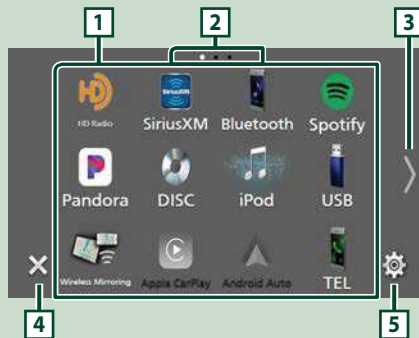 1 2 3
HD Radio SiriusXM Bluetooth Spotify
Pandora DISC iPod USB
Wireless Mirroring Apple CarPlay Android Auto TEL
4 5